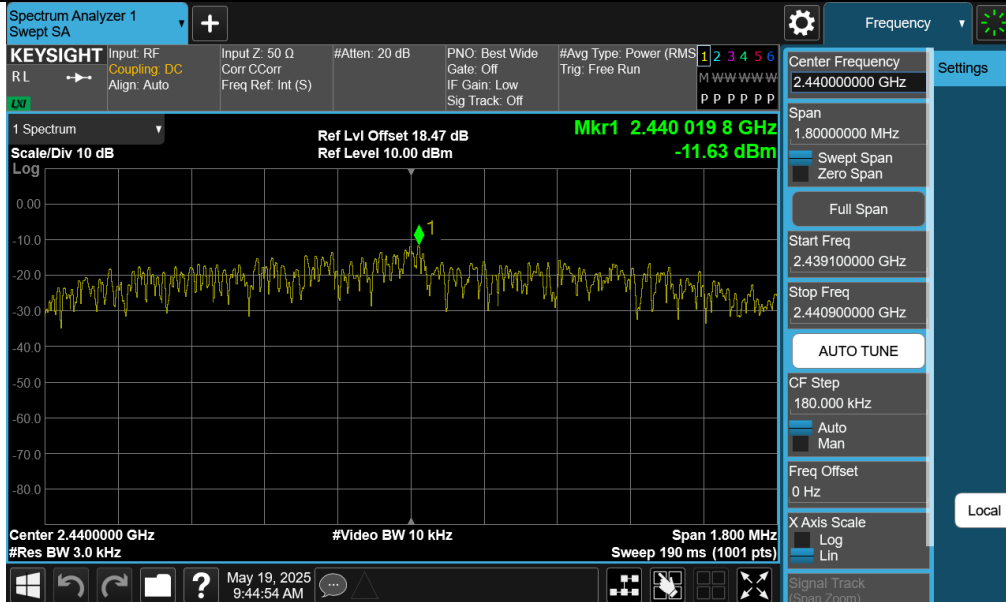 Spectrum Analyzer 1
Swept SA
Frequency
KEYSIGHT
R L
LXI
Input: RF
Coupling: DC
Align: Auto
Input Z: 50 Ω
Corr CCorr
Freq Ref: Int (S)
#Atten: 20 dB
PNO: Best Wide
Gate: Off
IF Gain: Low
Sig Track: Off
#Avg Type: Power (RMS
Trig: Free Run
1 2 3 4 5 6
M W W W W W
P P P P P P
1 Spectrum
Scale/Div 10 dB
Log
Ref Lvl Offset 18.47 dB
Ref Level 10.00 dBm
Mkr1 2.440 019 8 GHz
-11.63 dBm
1
0.00
-10.0
-20.0
-30.0
-40.0
-50.0
-60.0
-70.0
-80.0
Center 2.4400000 GHz
#Res BW 3.0 kHz
#Video BW 10 kHz
Span 1.800 MHz
Sweep 190 ms (1001 pts)
?
May 19, 2025
9:44:54 AM
Center Frequency
2.440000000 GHz
Span
1.80000000 MHz
Swept Span
Zero Span
Full Span
Start Freq
2.439100000 GHz
Stop Freq
2.440900000 GHz
AUTO TUNE
CF Step
180.000 kHz
Auto
Man
Freq Offset
0 Hz
X Axis Scale
Log
Lin
Signal Track
(Span Zoom)
Settings
Local